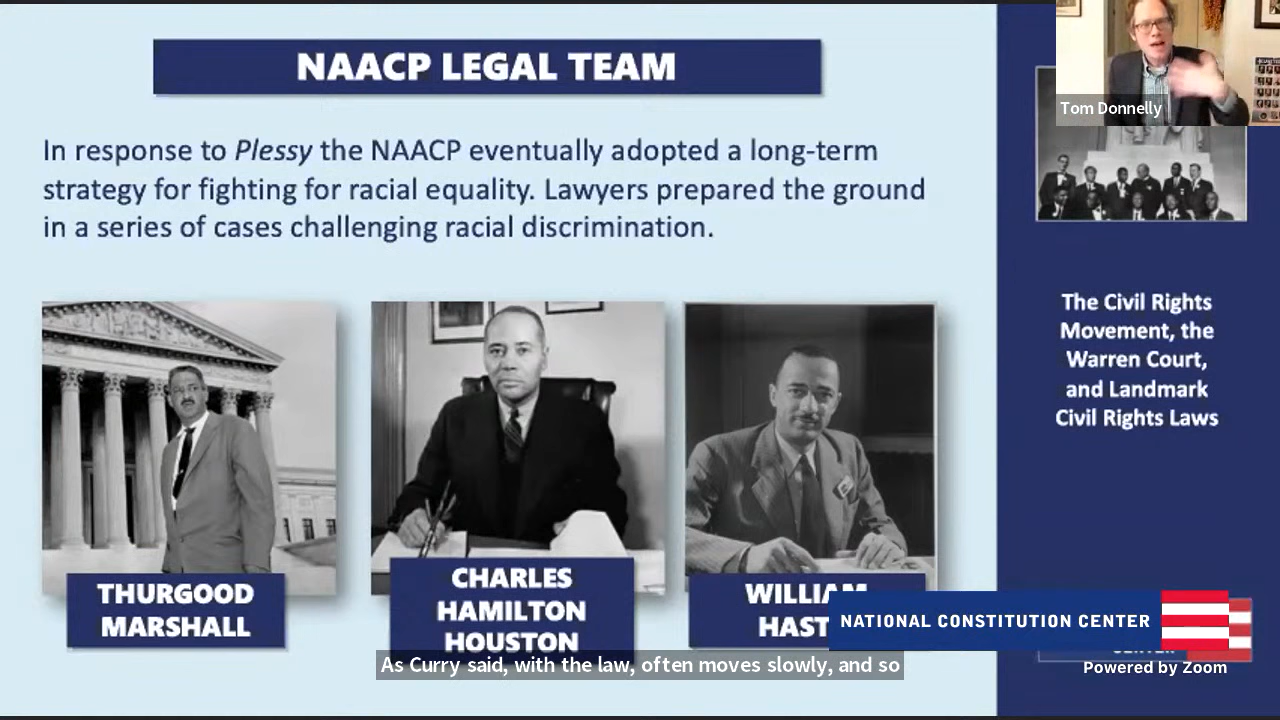 NAACP LEGAL TEAM
In response to Plessy the NAACP eventually adopted a long-term
strategy for fighting for racial equality. Lawyers prepared the ground
in a series of cases challenging racial discrimination.
THURGOOD
MARSHALL
CHARLES
HAMILTON
HOUSTON
WILLIAM
HAST
Tom Donnelly
The Civil Rights
Movement, the
Warren Court,
and Landmark
Civil Rights Laws
NATIONAL CONSTITUTION CENTER
CENTER
As Curry said, with the law, often moves slowly, and so
Powered by Zoom